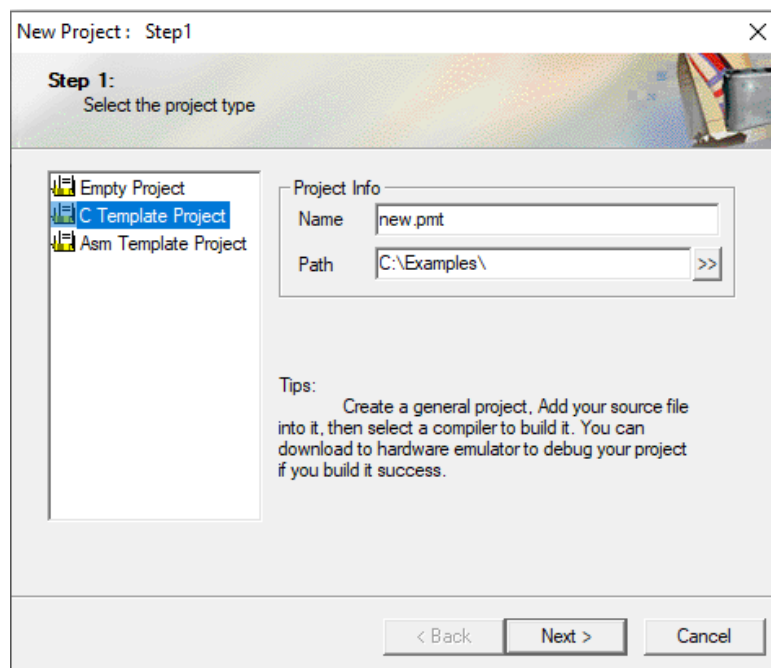 New Project : Step1
Step 1:
Select the project type
Empty Project
C Template Project
Asm Template Project
Project Info
Name new.pmt
Path C:\Examples\ >>
Tips:
Create a general project, Add your source file
into it, then select a compiler to build it. You can
download to hardware emulator to debug your project
if you build it success.
< Back Next > Cancel